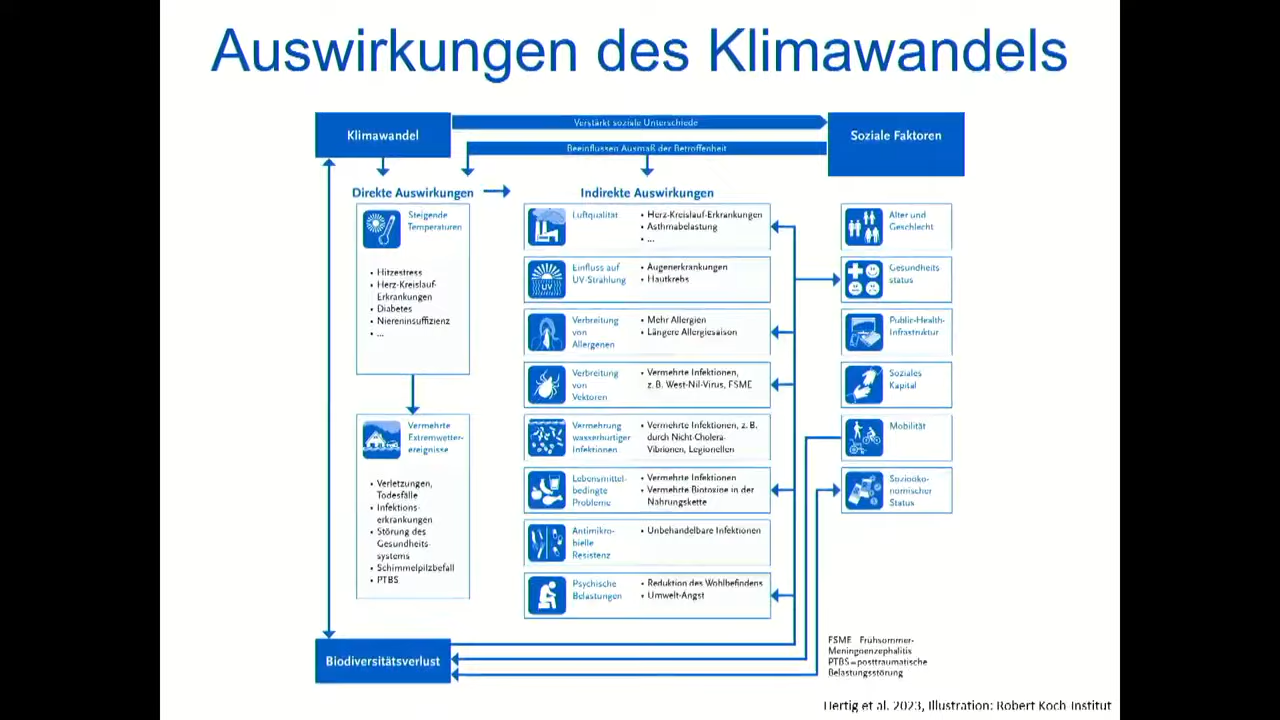 Auswirkungen des Klimawandels
Klimawandel
Verstärkt soziale Unterschiede
Beeinflussen Ausmaß der Betroffenheit
Soziale Faktoren
Direkte Auswirkungen
Indirekte Auswirkungen
Steigende
Temperaturen
• Hitzestress
• Herz-Kreislauf-
Erkrankungen
• Diabetes
• Niereninsuffizienz
• ...
Vermehrte
Extremwetter-
ereignisse
• Verletzungen,
Todesfälle
• Infektions-
erkrankungen
• Störung des
Gesundheits-
systems
• Schimmelpilzbefall
• PTBS
Luftqualität
• Herz-Kreislauf-Erkrankungen
• Asthmabelastung
• ...
Einfluss auf
UV-Strahlung
• Augenerkrankungen
• Hautkrebs
UV
Verbreitung
von
Allergenen
• Mehr Allergien
• Längere Allergiesaison
Verbreitung
von
Vektoren
• Vermehrte Infektionen,
z. B. West-Nil-Virus, FSME
Vermehrung
wasserbürtiger
Infektionen
• Vermehrte Infektionen, z. B.
durch Nicht-Cholera-
Vibrionen, Legionellen
Lebensmittel-
bedingte
Probleme
• Vermehrte Infektionen
• Vermehrte Biotoxine in der
Nahrungskette
Antimikro-
bielle
Resistenz
• Unbehandelbare Infektionen
Psychische
Belastungen
• Reduktion des Wohlbefindens
• Umwelt-Angst
Alter und
Geschlecht
Gesundheits
status
Public-Health-
Infrastruktur
Soziales
Kapital
Mobilität
Sozioöko-
nomischer
Status
Biodiversitätsverlust
FSME Frühsommer-
Meningoenzephalitis
PTBS=posttraumatische
Belastungsstörung
Hertig et al. 2023, Illustration: Robert Koch-Institut